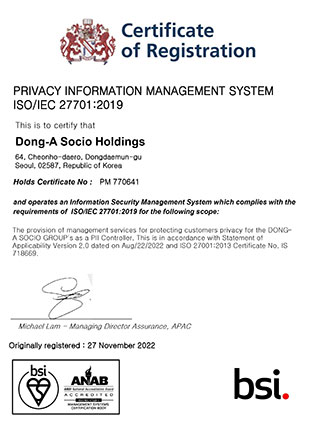 Certificate
of Registration
PRIVACY INFORMATION MANAGEMENT SYSTEM
ISO/IEC 27701:2019
This is to certify that
Dong-A Socio Holdings
64, Cheonho-daero, Dongdaemun-gu
Seoul, 02587, Republic of Korea
Holds Certificate No : PM 770641
and operates an Information Security Management System which complies with the
requirements of ISO/IEC 27701:2019 for the following scope:
The provision of management services for protecting customers privacy for the DONG-
A SOCIO GROUP's as a PII Controller, This is in accordance with Statement of
Applicability Version 2.0 dated on Aug/22/2022 and ISO 27001:2013 Certificate No. IS
718669.
Michael Lam - Managing Director Assurance, APAC
Originally registered : 27 November 2022
bsi.
ANAB
ACCREDITED
MANAGEMENT SYSTEMS
CERTIFICATION BODY
bsi.